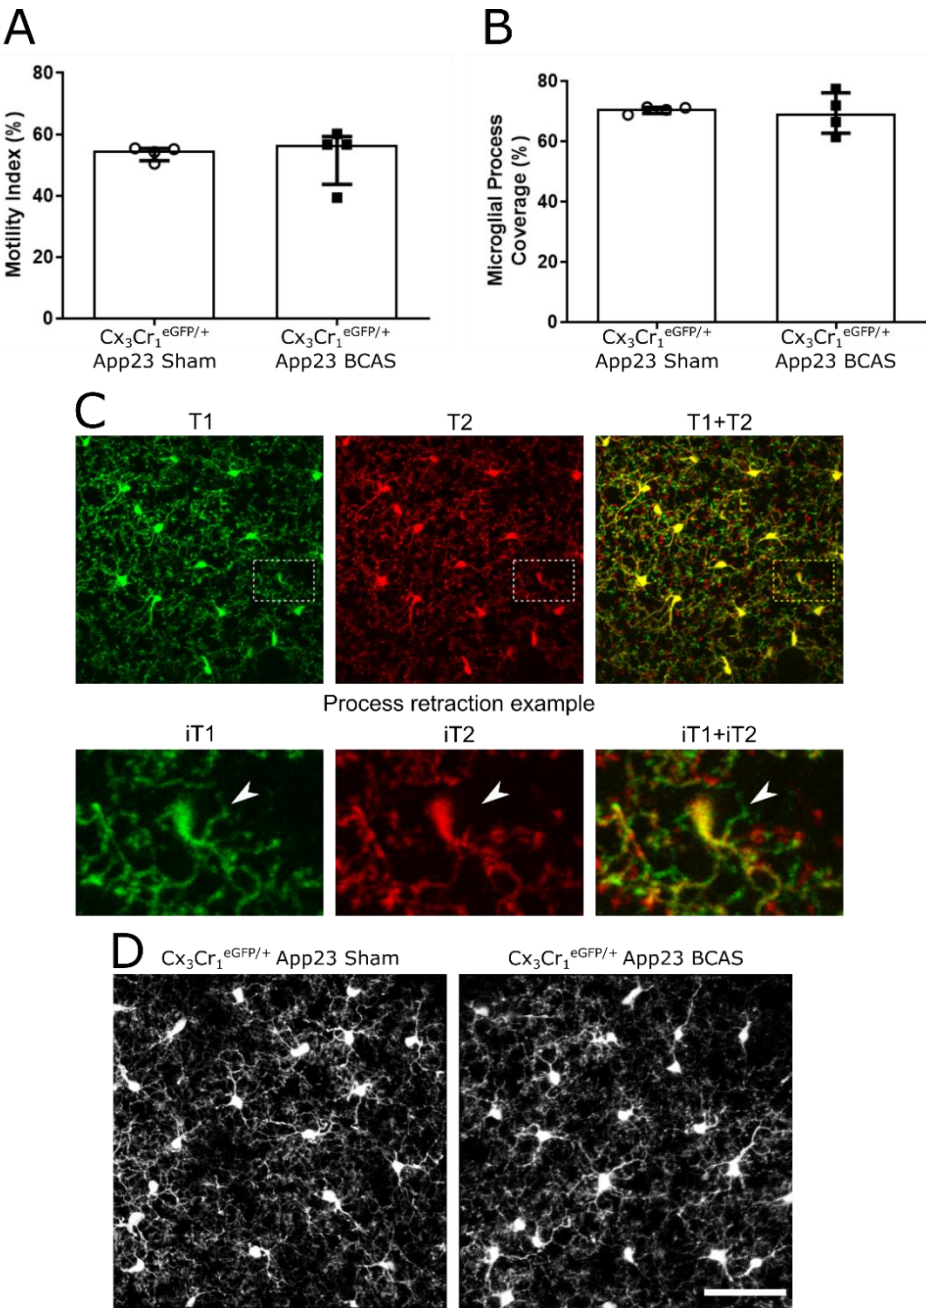 A
Motility Index (%)
80
60
40
20
0
Cx₃Cr₁ᵉᴳᶠᴾ/⁺
App23 Sham
Cx₃Cr₁ᵉᴳᶠᴾ/⁺
App23 BCAS
B
Microglial Process
Coverage (%)
80
60
40
20
0
Cx₃Cr₁ᵉᴳᶠᴾ/⁺
App23 Sham
Cx₃Cr₁ᵉᴳᶠᴾ/⁺
App23 BCAS
C
T1
T2
T1+T2
Process retraction example
iT1
iT2
iT1+iT2
D
Cx₃Cr₁ᵉᴳᶠᴾ/⁺ App23 Sham
Cx₃Cr₁ᵉᴳᶠᴾ/⁺ App23 BCAS